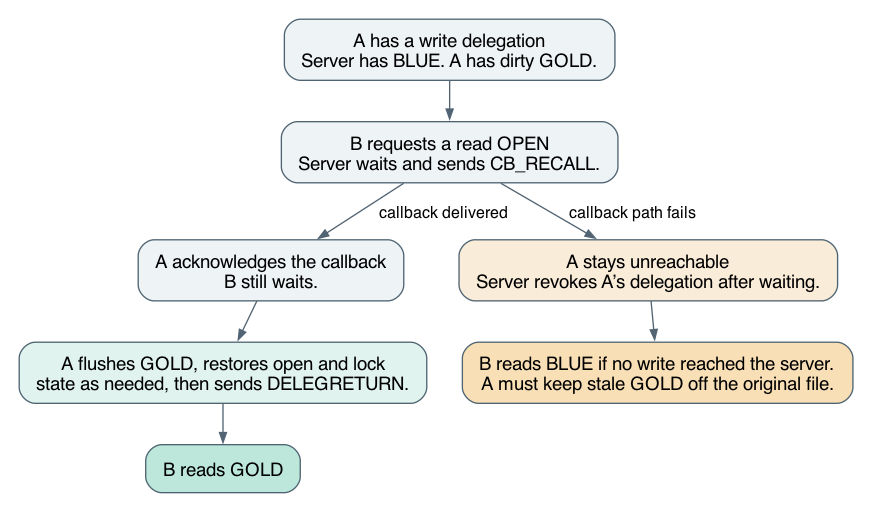 A has a write delegation
Server has BLUE. A has dirty GOLD.
B requests a read OPEN
Server waits and sends CB_RECALL.
callback delivered
callback path fails
A acknowledges the callback
B still waits.
A stays unreachable
Server revokes A’s delegation after waiting.
A flushes GOLD, restores open and lock
state as needed, then sends DELEGRETURN.
B reads BLUE if no write reached the server.
A must keep stale GOLD off the original file.
B reads GOLD